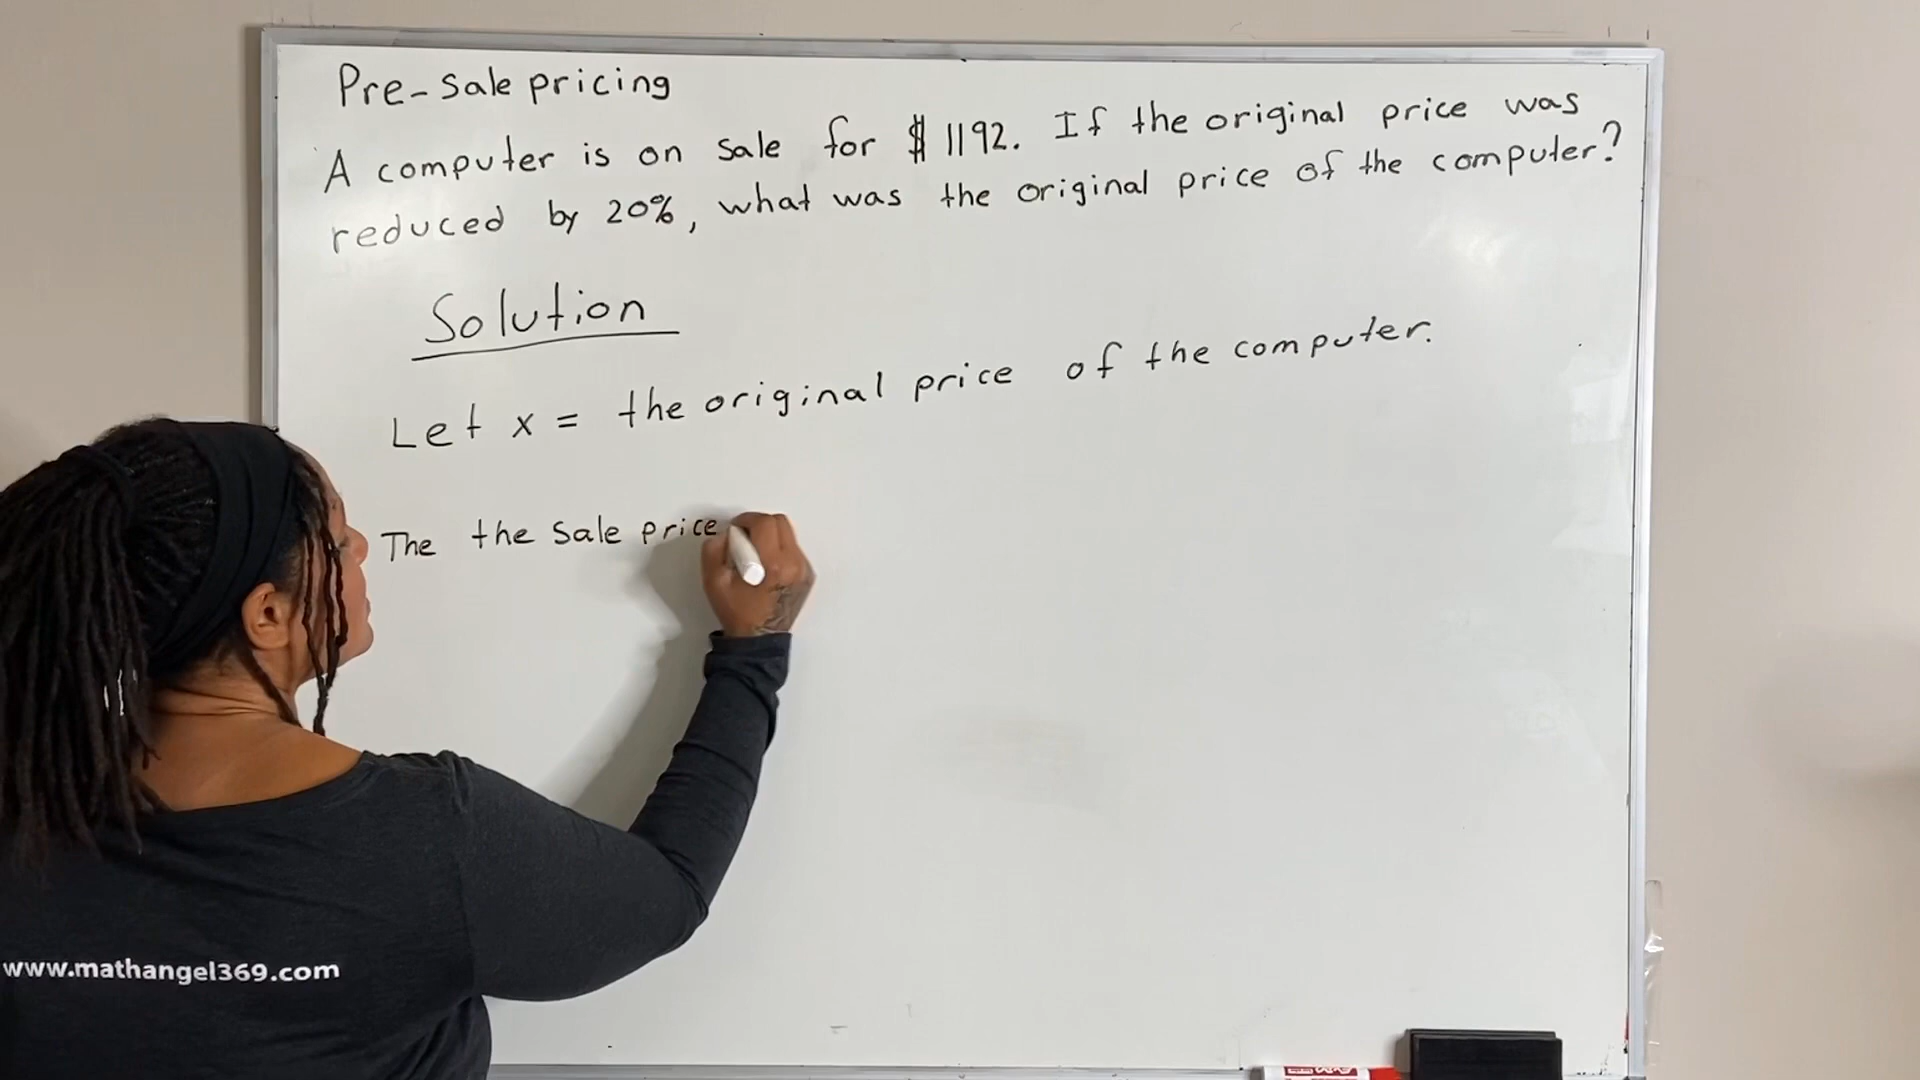 Pre-sale pricing
A computer is on sale for $1192. If the original price was
reduced by 20%, what was the original price of the computer?
Solution
Let x = the original price of the computer.
The the sale price
www.mathangel369.com